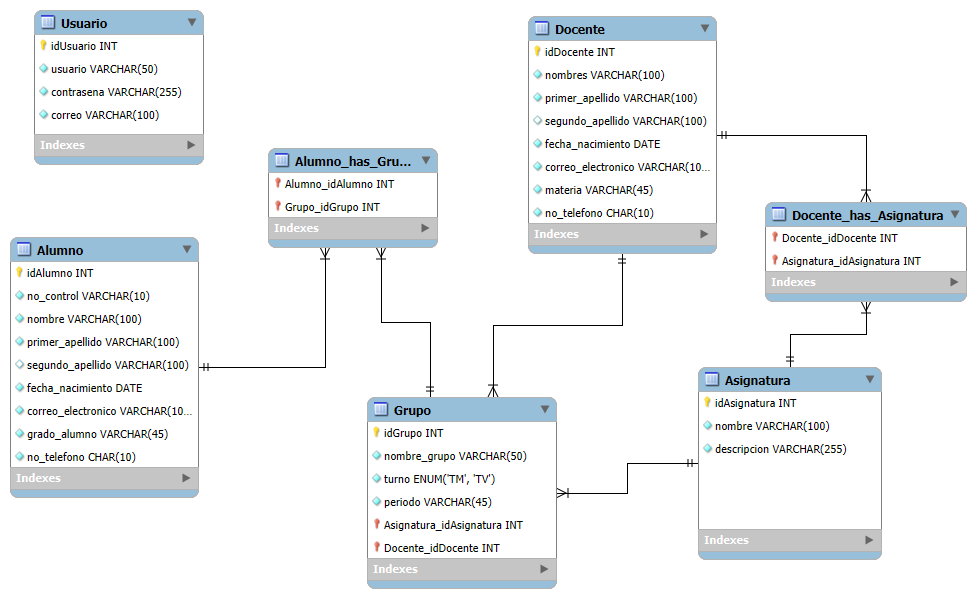 Usuario
idUsuario INT
usuario VARCHAR(50)
contrasena VARCHAR(255)
correo VARCHAR(100)
Indexes
Docente
idDocente INT
nombres VARCHAR(100)
primer_apellido VARCHAR(100)
segundo_apellido VARCHAR(100)
fecha_nacimiento DATE
correo_electronico VARCHAR(10...
materia VARCHAR(45)
no_telefono CHAR(10)
Indexes
Alumno_has_Gru...
Alumno_idAlumno INT
Grupo_idGrupo INT
Indexes
Docente_has_Asignatura
Docente_idDocente INT
Asignatura_idAsignatura INT
Indexes
Alumno
idAlumno INT
no_control VARCHAR(10)
nombre VARCHAR(100)
primer_apellido VARCHAR(100)
segundo_apellido VARCHAR(100)
fecha_nacimiento DATE
correo_electronico VARCHAR(10...
grado_alumno VARCHAR(45)
no_telefono CHAR(10)
Indexes
Grupo
idGrupo INT
nombre_grupo VARCHAR(50)
turno ENUM('TM', 'TV')
periodo VARCHAR(45)
Asignatura_idAsignatura INT
Docente_idDocente INT
Indexes
Asignatura
idAsignatura INT
nombre VARCHAR(100)
descripcion VARCHAR(255)
Indexes